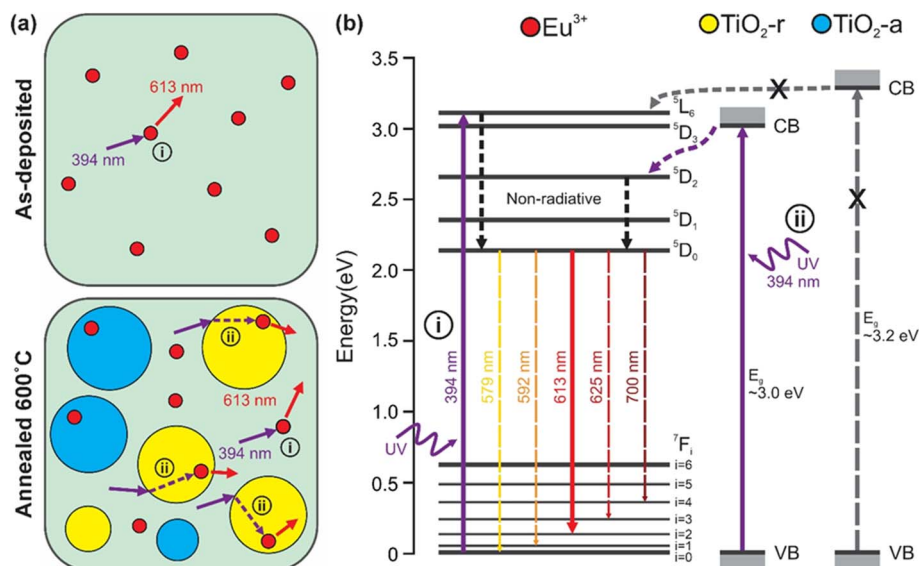 (a)
As-deposited
613 nm
394 nm
i
Annealed 600°C
ii
613 nm
394 nm
i
ii
ii
(b)
Eu³⁺
TiO₂-r
TiO₂-a
Energy(eV)
3.5
3.0
2.5
2.0
1.5
1.0
0.5
0
⁵L₆
⁵D₃
⁵D₂
⁵D₁
⁵D₀
Non-radiative
X
CB
CB
X
i
ii
UV
394 nm
394 nm
579 nm
592 nm
613 nm
625 nm
700 nm
UV
E_g
~3.0 eV
E_g
~3.2 eV
⁷F_i
i=6
i=5
i=4
i=3
i=2
i=1
i=0
VB
VB